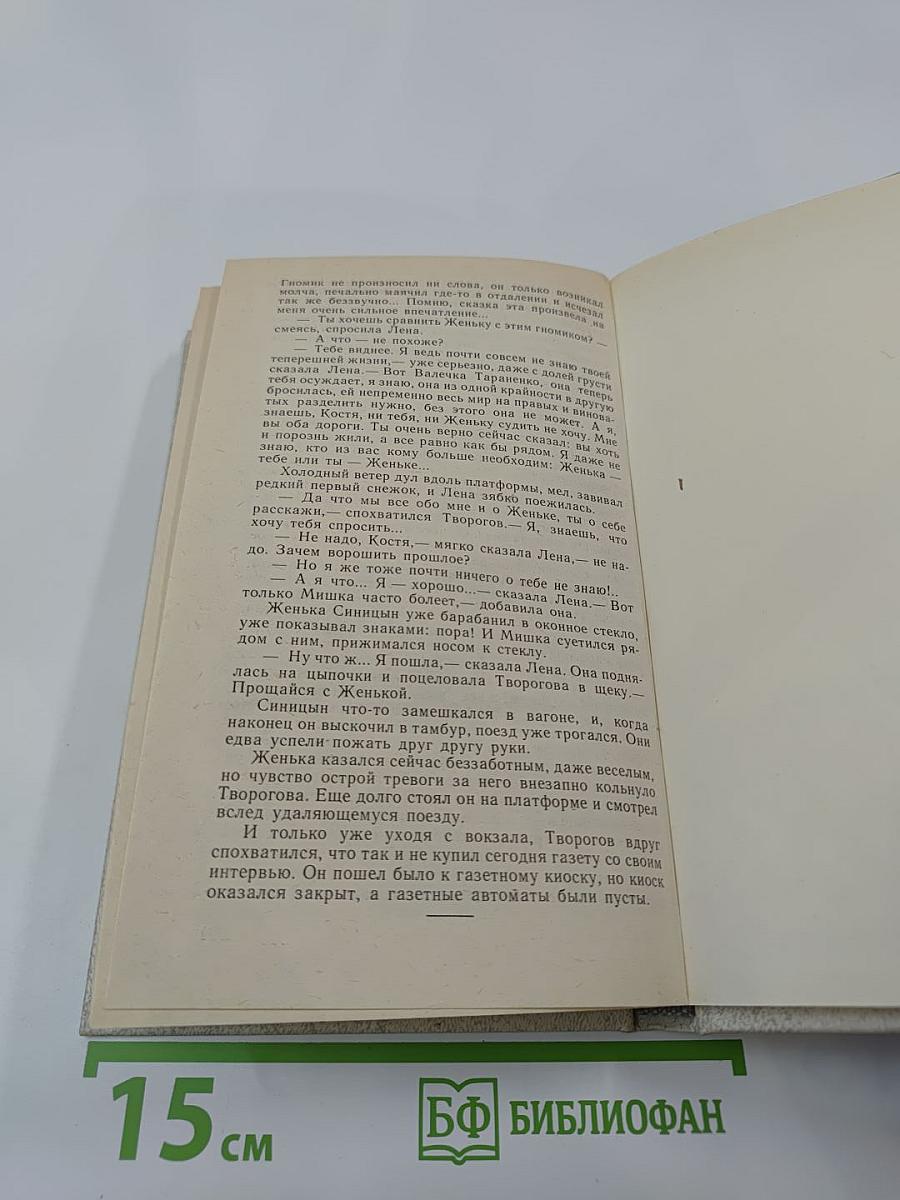 Гномик не произносил ни слова, он только возникал
молча, печально маячил где-то в отдалении и исчезал
так же беззвучно... Помню, сказка эта произвела на
меня очень сильное впечатление...
— Ты хочешь сравнить Женьку с этим гномиком? —
смеясь, спросила Лена.
— А что — не похоже?
— Тебе виднее. Я ведь почти совсем не знаю твоей
теперешней жизни,— уже серьезно, даже с долей грусти
сказала Лена.— Вот Валечка Тараненко, она теперь
тебя осуждает, я знаю, она из одной крайности в другую
бросилась, ей непременно весь мир на правых и винова-
тых разделить нужно, без этого она не может. А я,
знаешь, Костя, ни тебя, ни Женьку судить не хочу. Мне
вы оба дороги. Ты очень верно сейчас сказал: вы хоть
и порознь жили, а все равно как бы рядом. Я даже не
знаю, кто из вас кому больше необходим: Женька —
тебе или ты — Женьке...
Холодный ветер дул вдоль платформы, мел, завивал
редкий первый снежок, и Лена зябко поежилась.
— Да что мы все обо мне и о Женьке, ты о себе
расскажи,— спохватился Творогов.— Я, знаешь, что
хочу тебя спросить...
— Не надо, Костя,— мягко сказала Лена,— не на-
до. Зачем ворошить прошлое?
— Но я же тоже почти ничего о тебе не знаю!..
— А я что... Я — хорошо...— сказала Лена.— Вот
только Мишка часто болеет,— добавила она.
Женька Синицын уже барабанил в оконное стекло,
уже показывал знаками: пора! И Мишка суетился ря-
дом с ним, прижимался носом к стеклу.
— Ну что ж... Я пошла,— сказала Лена. Она подня-
лась на цыпочки и поцеловала Творогова в щеку.—
Прощайся с Женькой.
Синицын что-то замешкался в вагоне, и, когда
наконец он выскочил в тамбур, поезд уже трогался. Они
едва успели пожать друг другу руки.
Женька казался сейчас беззаботным, даже веселым,
но чувство острой тревоги за него внезапно кольнуло
Творогова. Еще долго стоял он на платформе и смотрел
вслед удаляющемуся поезду.
И только уже уходя с вокзала, Творогов вдруг
спохватился, что так и не купил сегодня газету со своим
интервью. Он пошел было к газетному киоску, но киоск
оказался закрыт, а газетные автоматы были пусты.
15 см
БФ БИБЛИОФАН